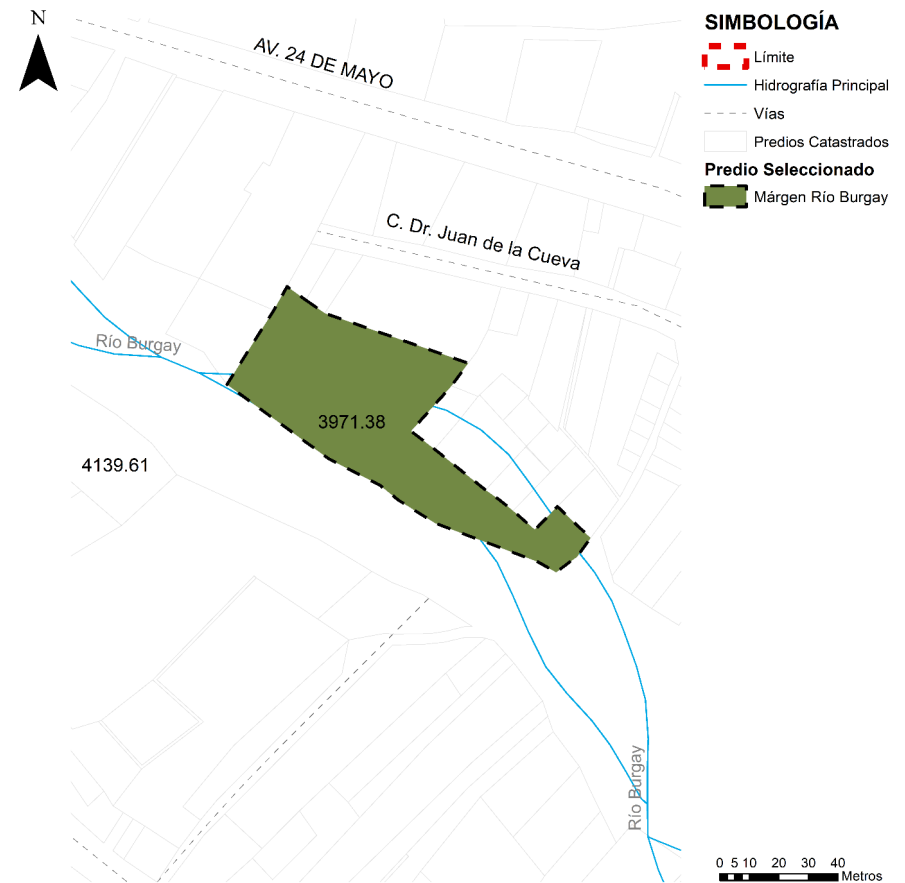 N
AV. 24 DE MAYO
C. Dr. Juan de la Cueva
Río Burgay
3971.38
4139.61
Río Burgay
SIMBOLOGÍA
Límite
Hidrografía Principal
Vías
Predios Catastrados
Predio Seleccionado
Márgen Río Burgay
0 5 10 20 30 40
Metros